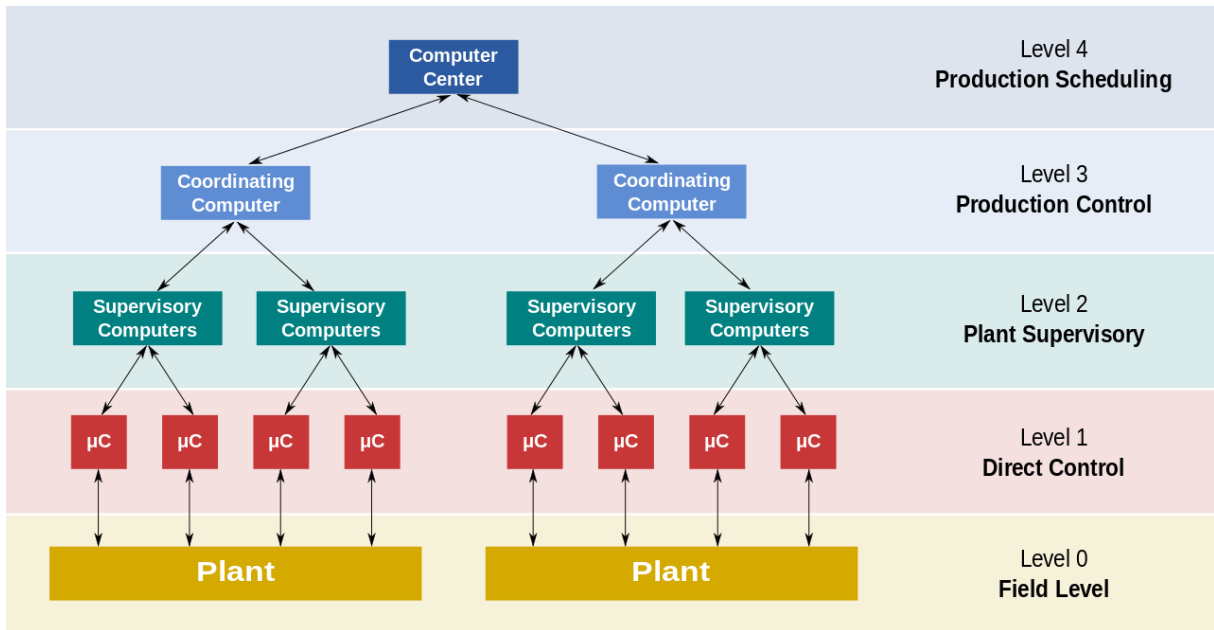 Computer
Center
Level 4
Production Scheduling
Coordinating
Computer
Coordinating
Computer
Level 3
Production Control
Supervisory
Computers
Supervisory
Computers
Supervisory
Computers
Supervisory
Computers
Level 2
Plant Supervisory
μC
μC
μC
μC
μC
μC
μC
μC
Level 1
Direct Control
Plant
Plant
Level 0
Field Level